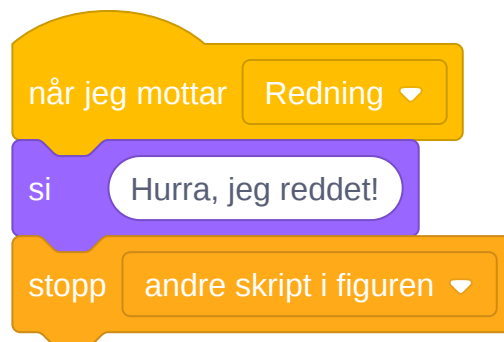 når jeg mottar Redning
si Hurra, jeg reddet!
stopp andre skript i figuren